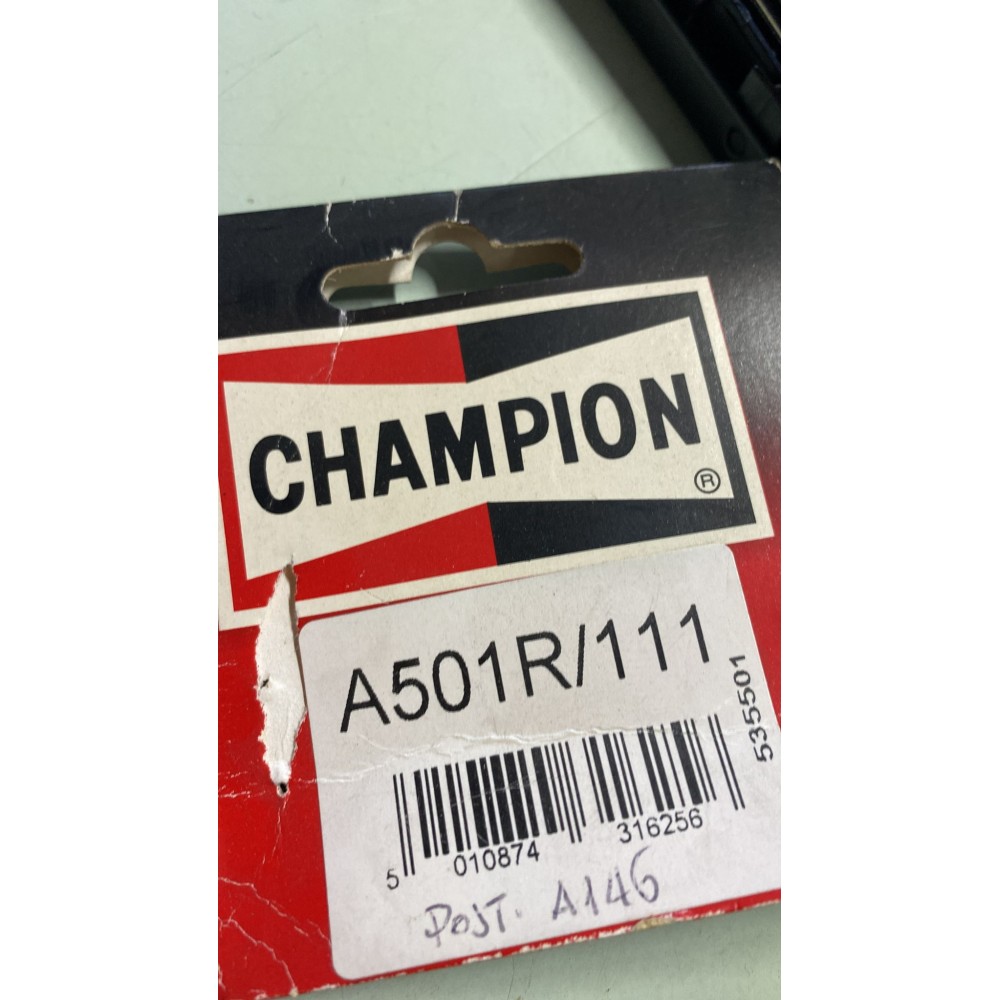 CHAMPION
®
A501R/111
535501
5 010874 316256
POST. A146